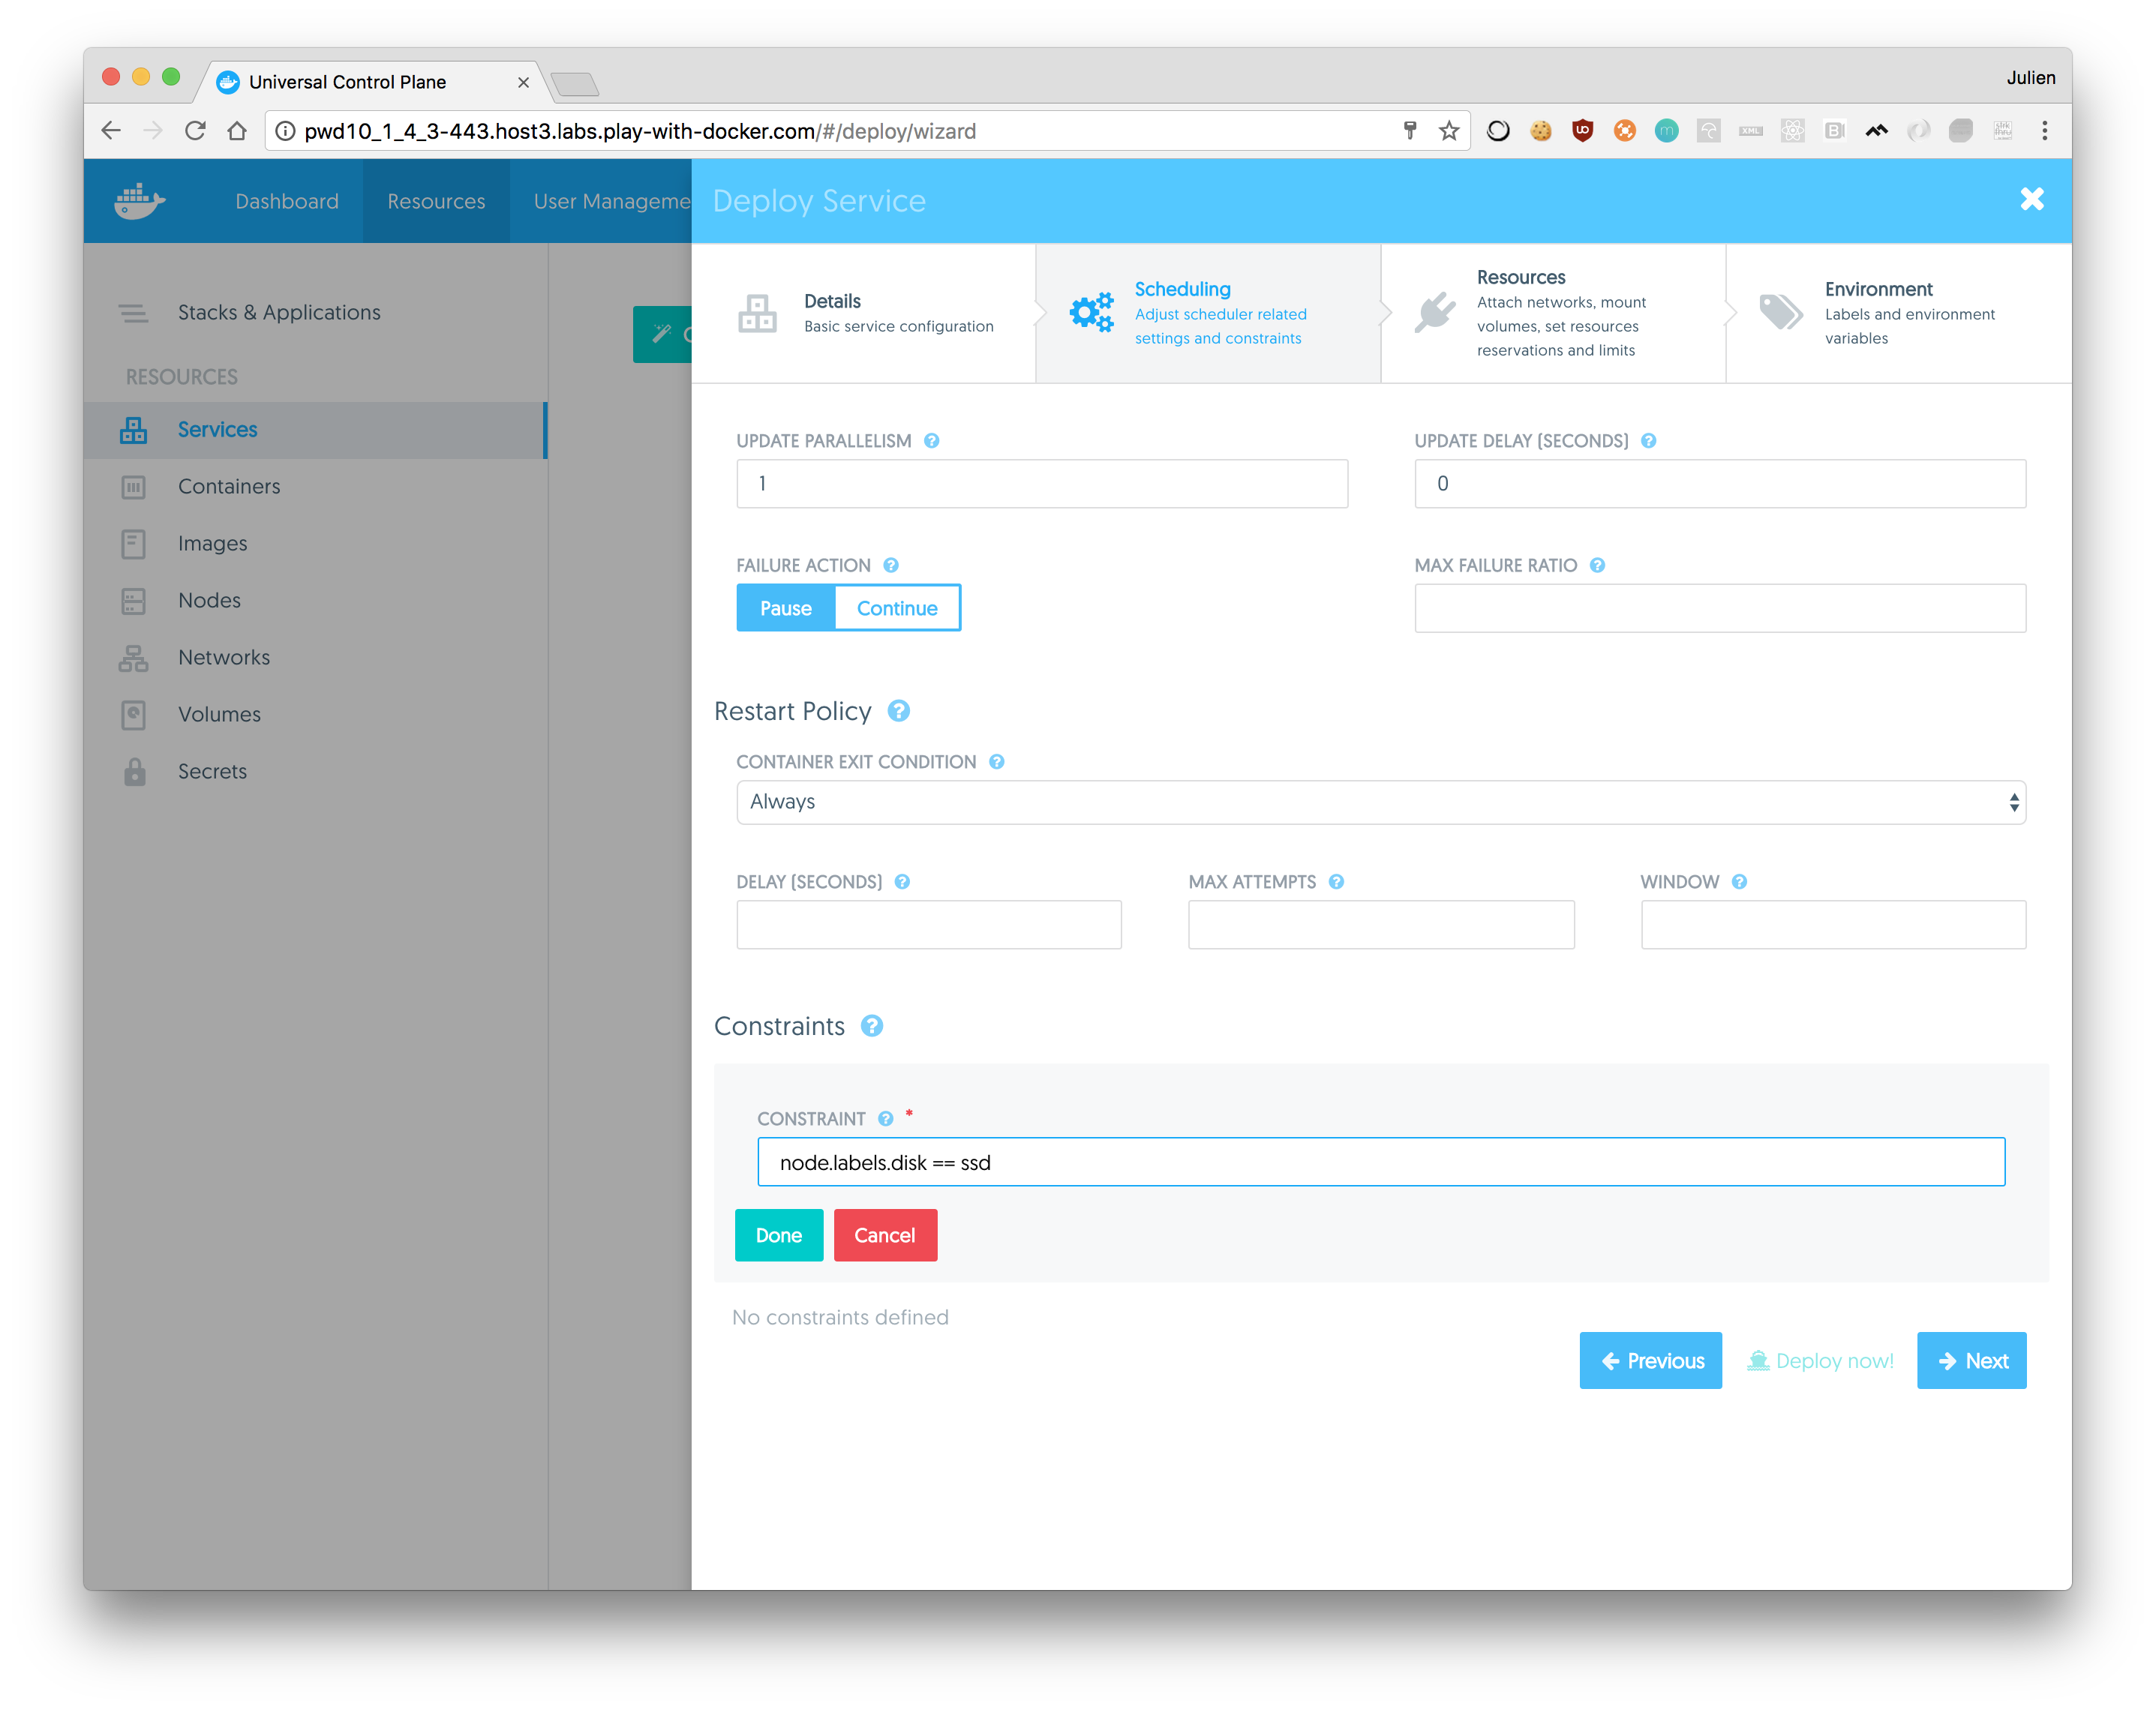 Universal Control Plane
Julien
pwd10_1_4_3-443.host3.labs.play-with-docker.com/#/deploy/wizard
Dashboard
Resources
User Manageme
Deploy Service
Stacks & Applications
RESOURCES
Services
Containers
Images
Nodes
Networks
Volumes
Secrets
Details
Basic service configuration
Scheduling
Adjust scheduler related
settings and constraints
Resources
Attach networks, mount
volumes, set resources
reservations and limits
Environment
Labels and environment
variables
UPDATE PARALLELISM
UPDATE DELAY (SECONDS)
1
0
FAILURE ACTION
MAX FAILURE RATIO
Pause
Continue
Restart Policy
CONTAINER EXIT CONDITION
Always
DELAY (SECONDS)
MAX ATTEMPTS
WINDOW
Constraints
CONSTRAINT *
node.labels.disk == ssd
Done
Cancel
No constraints defined
Previous
Deploy now!
Next